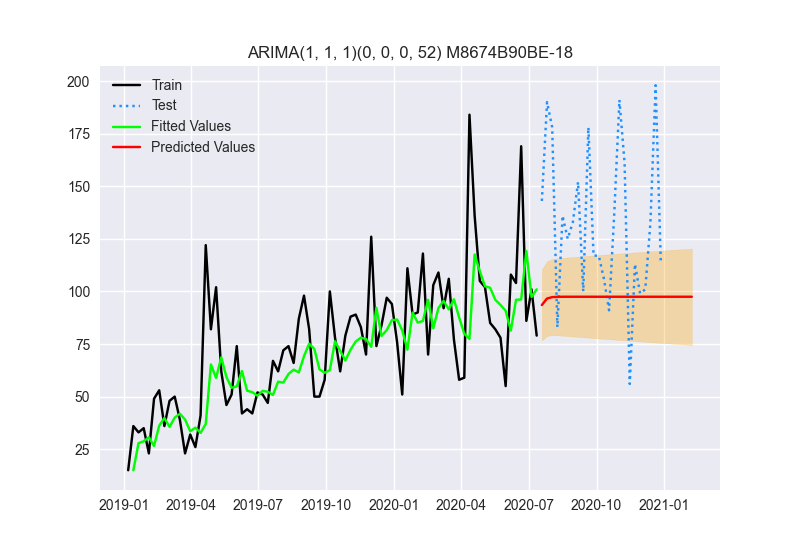 ARIMA(1, 1, 1)(0, 0, 0, 52) M8674B90BE-18
200
175
150
125
100
75
50
25
Train
Test
Fitted Values
Predicted Values
2019-01 2019-04 2019-07 2019-10 2020-01 2020-04 2020-07 2020-10 2021-01